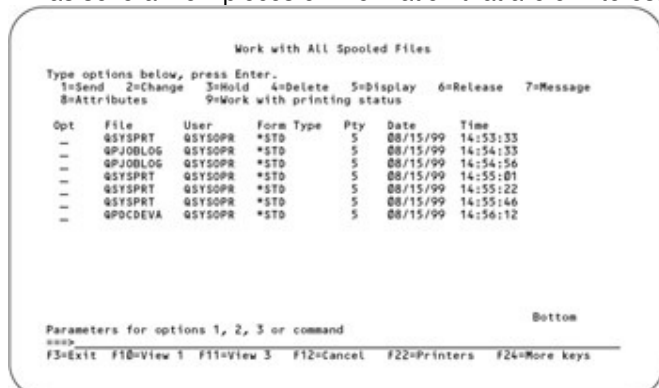 Work with All Spooled Files
Type options below, press Enter.
1=Send 2=Change 3=Hold 4=Delete 5=Display 6=Release 7=Message
8=Attributes 9=Work with printing status
Opt File User Form Type Pty Date Time
_ QSYSPRT QSYSOPR *STD 5 08/15/99 14:53:33
_ QPJOBLOG QSYSOPR *STD 5 08/15/99 14:54:33
_ QPJOBLOG QSYSOPR *STD 5 08/15/99 14:54:56
_ QSYSPRT QSYSOPR *STD 5 08/15/99 14:55:01
_ QSYSPRT QSYSOPR *STD 5 08/15/99 14:55:22
_ QSYSPRT QSYSOPR *STD 5 08/15/99 14:55:46
_ QPDCDEVA QSYSOPR *STD 5 08/15/99 14:56:12
Bottom
Parameters for options 1, 2, 3 or command
===>
F3=Exit F10=View 1 F11=View 3 F12=Cancel F22=Printers F24=More keys